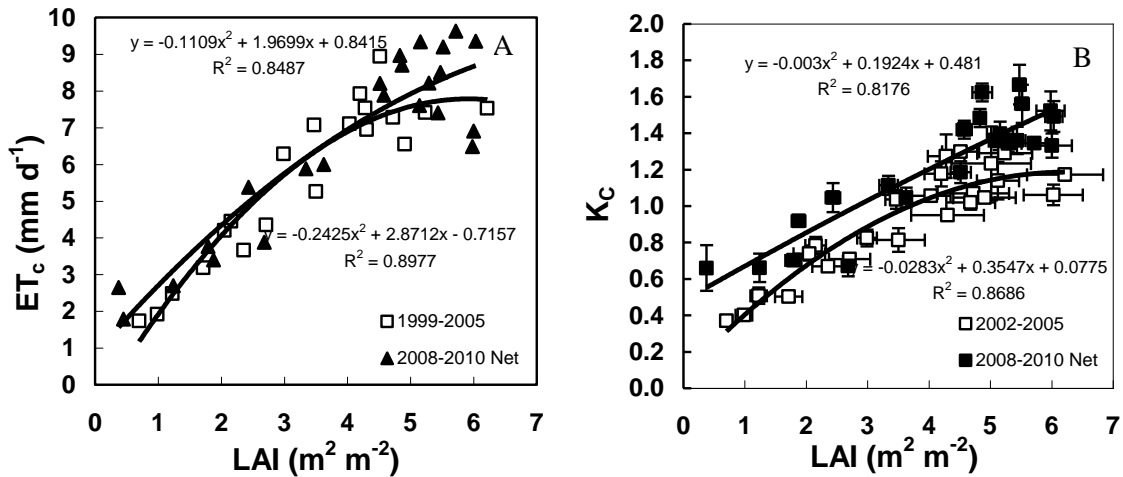 A
y = -0.1109x² + 1.9699x + 0.8415
R² = 0.8487
y = -0.2425x² + 2.8712x - 0.7157
R² = 0.8977
1999-2005
2008-2010 Net
ETc (mm d⁻¹)
10
9
8
7
6
5
4
3
2
1
0
0 1 2 3 4 5 6 7
LAI (m² m⁻²)
B
y = -0.003x² + 0.1924x + 0.481
R² = 0.8176
y = -0.0283x² + 0.3547x + 0.0775
R² = 0.8686
2002-2005
2008-2010 Net
KC
2.0
1.8
1.6
1.4
1.2
1.0
0.8
0.6
0.4
0.2
0.0
0 1 2 3 4 5 6 7
LAI (m² m⁻²)